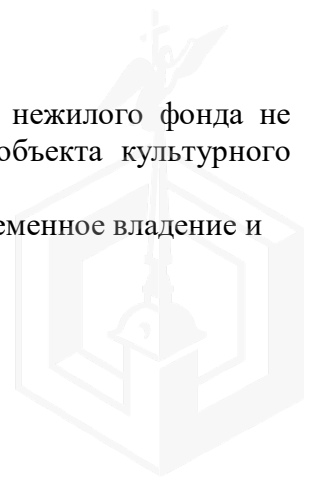 нежилого фонда не
объекта культурного
еменное владение и